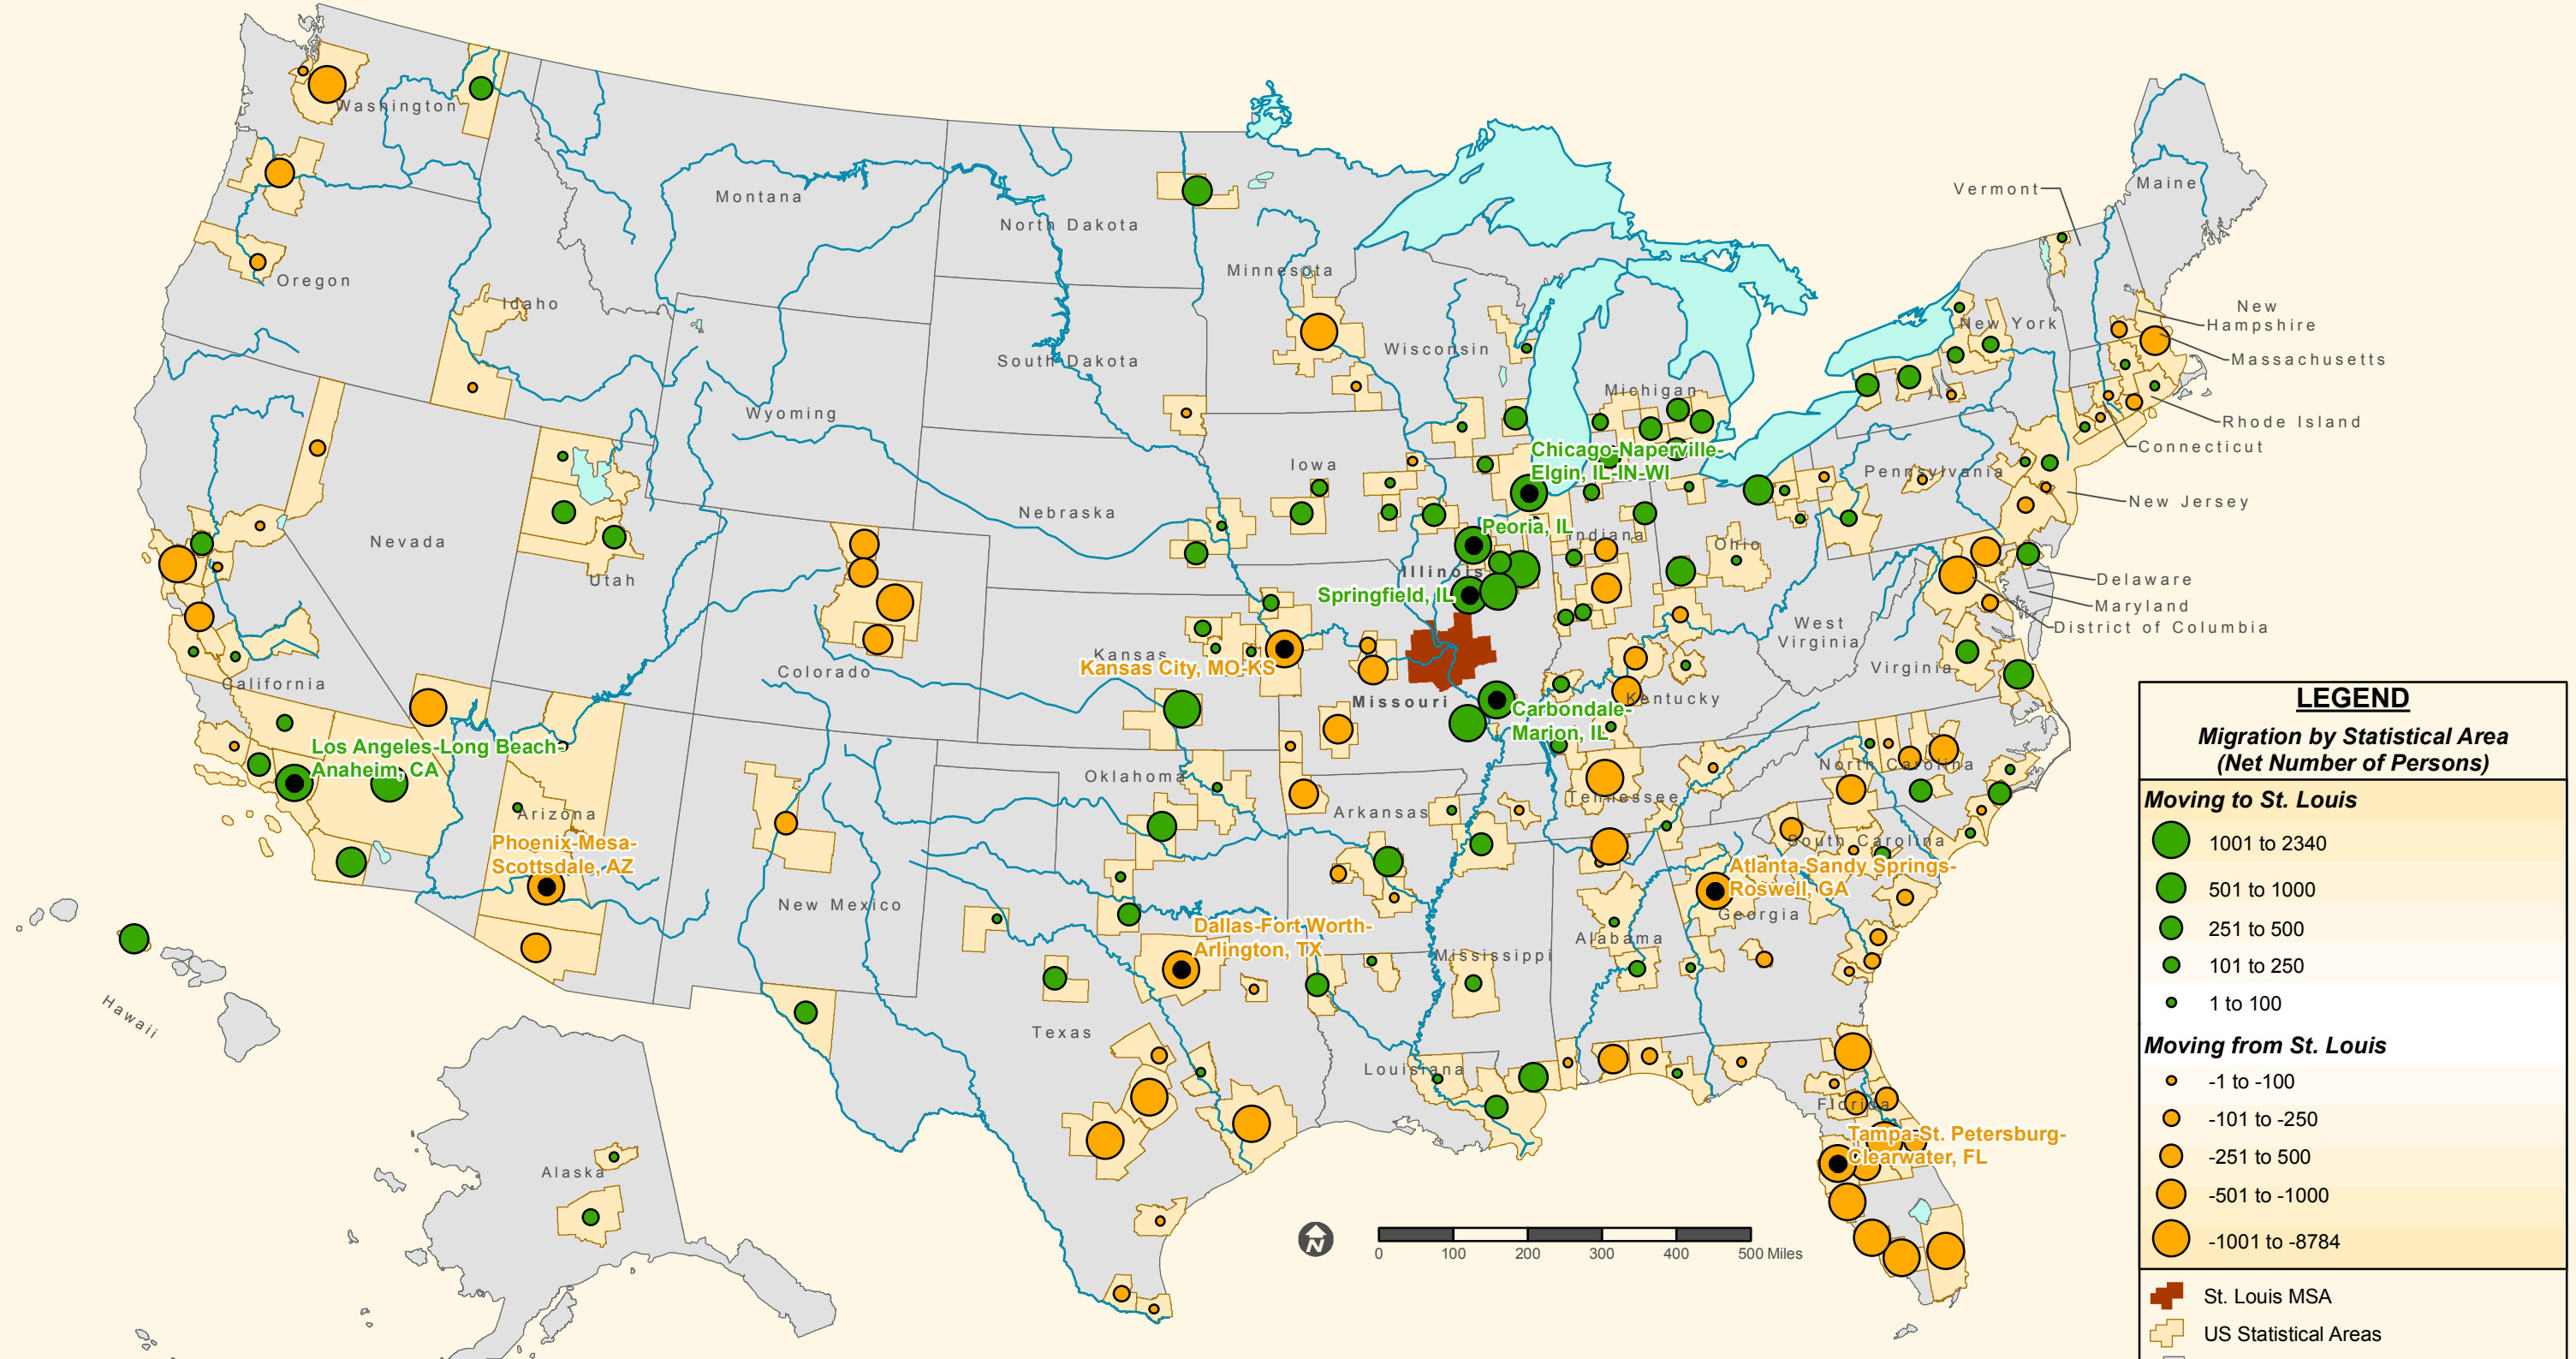 Washington
Vermont
Maine
Montana
North Dakota
Oregon
Minnesota
Idaho
New
Hampshire
New York
Wisconsin
South Dakota
Massachusetts
Michigan
Wyoming
Rhode Island
Connecticut
Chicago-Naperville-
Elgin, IL-IN-WI
Iowa
Pennsylvania
New Jersey
Nebraska
Peoria, IL
Indiana
Nevada
Ohio
Illinois
Utah
Delaware
Springfield, IL
Maryland
District of Columbia
West
Virginia
Kansas
Kansas City, MO-KS
Colorado
Virginia
California
Missouri
Kentucky
Carbondale-
Marion, IL
Los Angeles-Long Beach-
Anaheim, CA
North Carolina
Oklahoma
Tennessee
Arizona
Arkansas
Phoenix-Mesa-
Scottsdale, AZ
South Carolina
Atlanta-Sandy Springs-
Roswell, GA
New Mexico
Georgia
Dallas-Fort Worth-
Arlington, TX
Alabama
Mississippi
Hawaii
Texas
Louisiana
Florida
Tampa-St. Petersburg-
Clearwater, FL
Alaska
N
0 100 200 300 400 500 Miles
LEGEND
Migration by Statistical Area
(Net Number of Persons)
Moving to St. Louis
1001 to 2340
501 to 1000
251 to 500
101 to 250
1 to 100
Moving from St. Louis
-1 to -100
-101 to -250
-251 to 500
-501 to -1000
-1001 to -8784
St. Louis MSA
US Statistical Areas